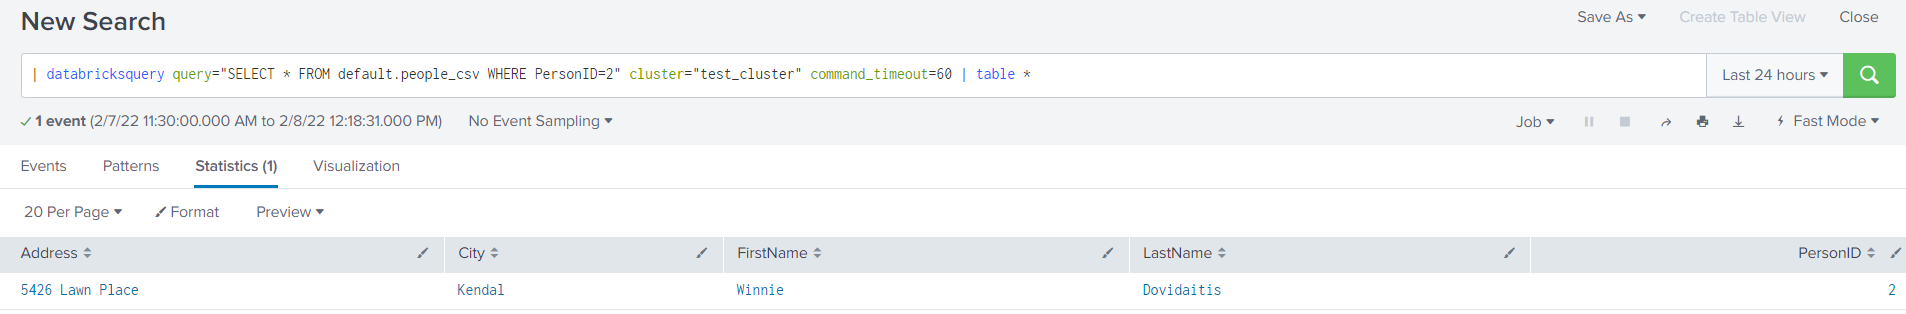 New Search
Save As Create Table View Close
| databricksquery query="SELECT * FROM default.people_csv WHERE PersonID=2" cluster="test_cluster" command_timeout=60 | table *
Last 24 hours
1 event (2/7/22 11:30:00.000 AM to 2/8/22 12:18:31.000 PM) No Event Sampling Job Fast Mode
Events Patterns Statistics (1) Visualization
20 Per Page Format Preview
Address City FirstName LastName PersonID
5426 Lawn Place Kendal Winnie Dovidaitis 2